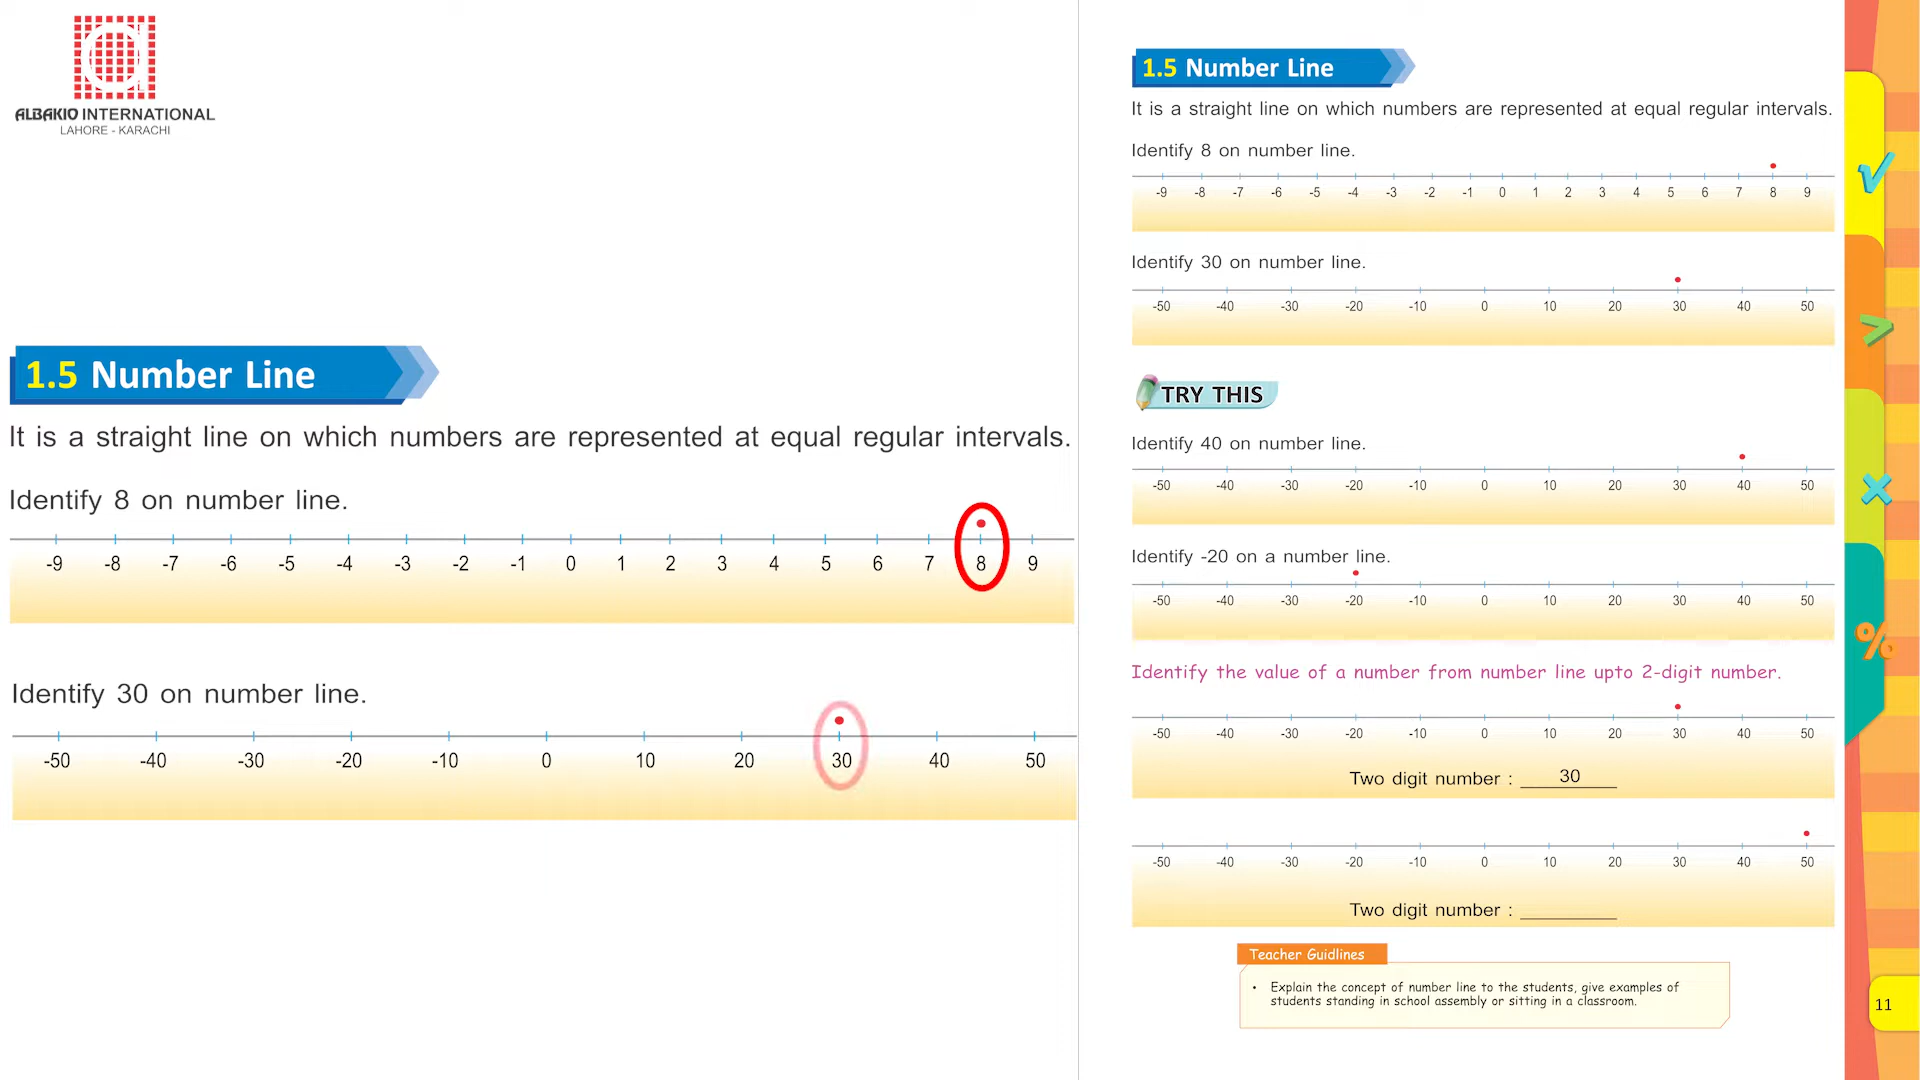 ALBAKIO INTERNATIONAL
LAHORE - KARACHI
1.5 Number Line
It is a straight line on which numbers are represented at equal regular intervals.
Identify 8 on number line.
-9 -8 -7 -6 -5 -4 -3 -2 -1 0 1 2 3 4 5 6 7 8 9
Identify 30 on number line.
-50 -40 -30 -20 -10 0 10 20 30 40 50
1.5 Number Line
It is a straight line on which numbers are represented at equal regular intervals.
Identify 8 on number line.
-9 -8 -7 -6 -5 -4 -3 -2 -1 0 1 2 3 4 5 6 7 8 9
Identify 30 on number line.
-50 -40 -30 -20 -10 0 10 20 30 40 50
TRY THIS
Identify 40 on number line.
-50 -40 -30 -20 -10 0 10 20 30 40 50
Identify -20 on a number line.
-50 -40 -30 -20 -10 0 10 20 30 40 50
Identify the value of a number from number line upto 2-digit number.
-50 -40 -30 -20 -10 0 10 20 30 40 50
Two digit number : 30
-50 -40 -30 -20 -10 0 10 20 30 40 50
Two digit number : ________
Teacher Guidlines
• Explain the concept of number line to the students, give examples of
students standing in school assembly or sitting in a classroom.
√
>
×
%
11